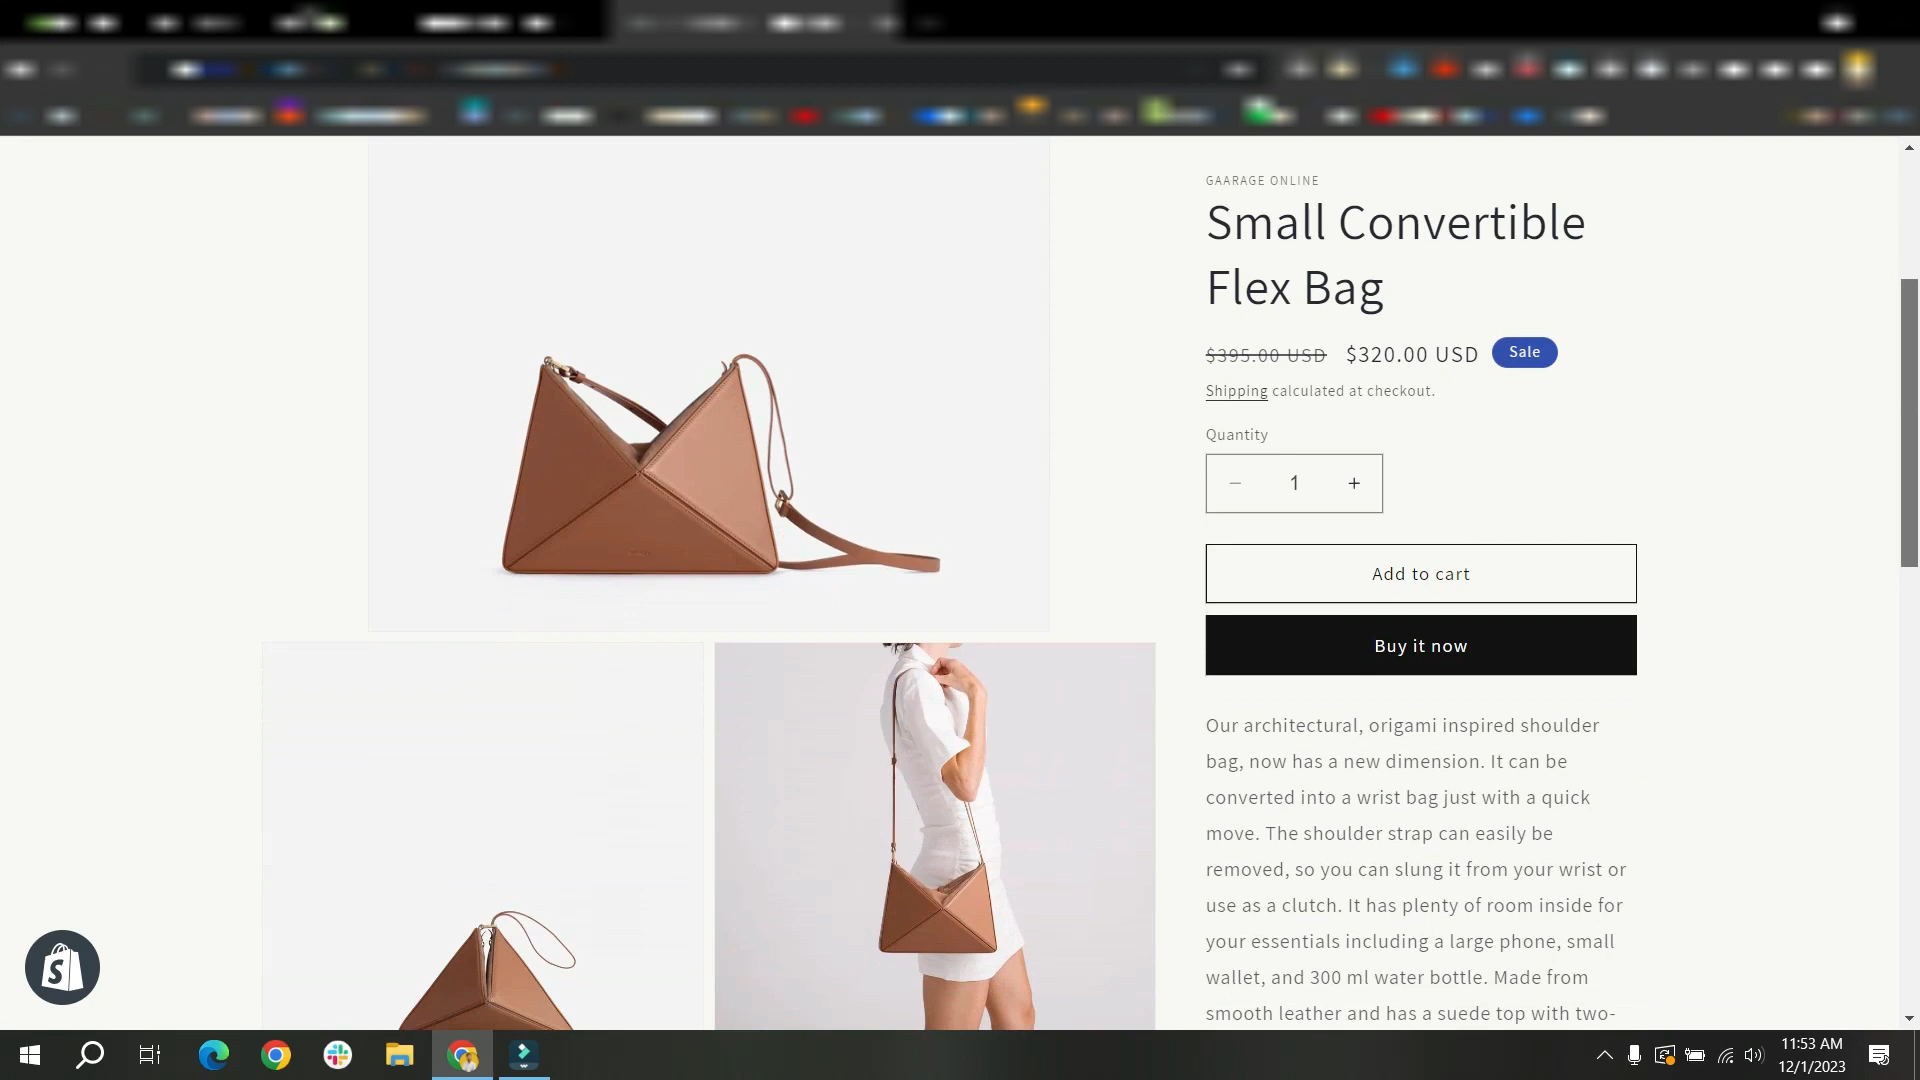 GAARAGE ONLINE
Small Convertible
Flex Bag
$395.00 USD $320.00 USD Sale
Shipping calculated at checkout.
Quantity
1
Add to cart
Buy it now
Our architectural, origami inspired shoulder
bag, now has a new dimension. It can be
converted into a wrist bag just with a quick
move. The shoulder strap can easily be
removed, so you can slung it from your wrist or
use as a clutch. It has plenty of room inside for
your essentials including a large phone, small
wallet, and 300 ml water bottle. Made from
smooth leather and has a suede top with two-
11:53 AM
12/1/2023